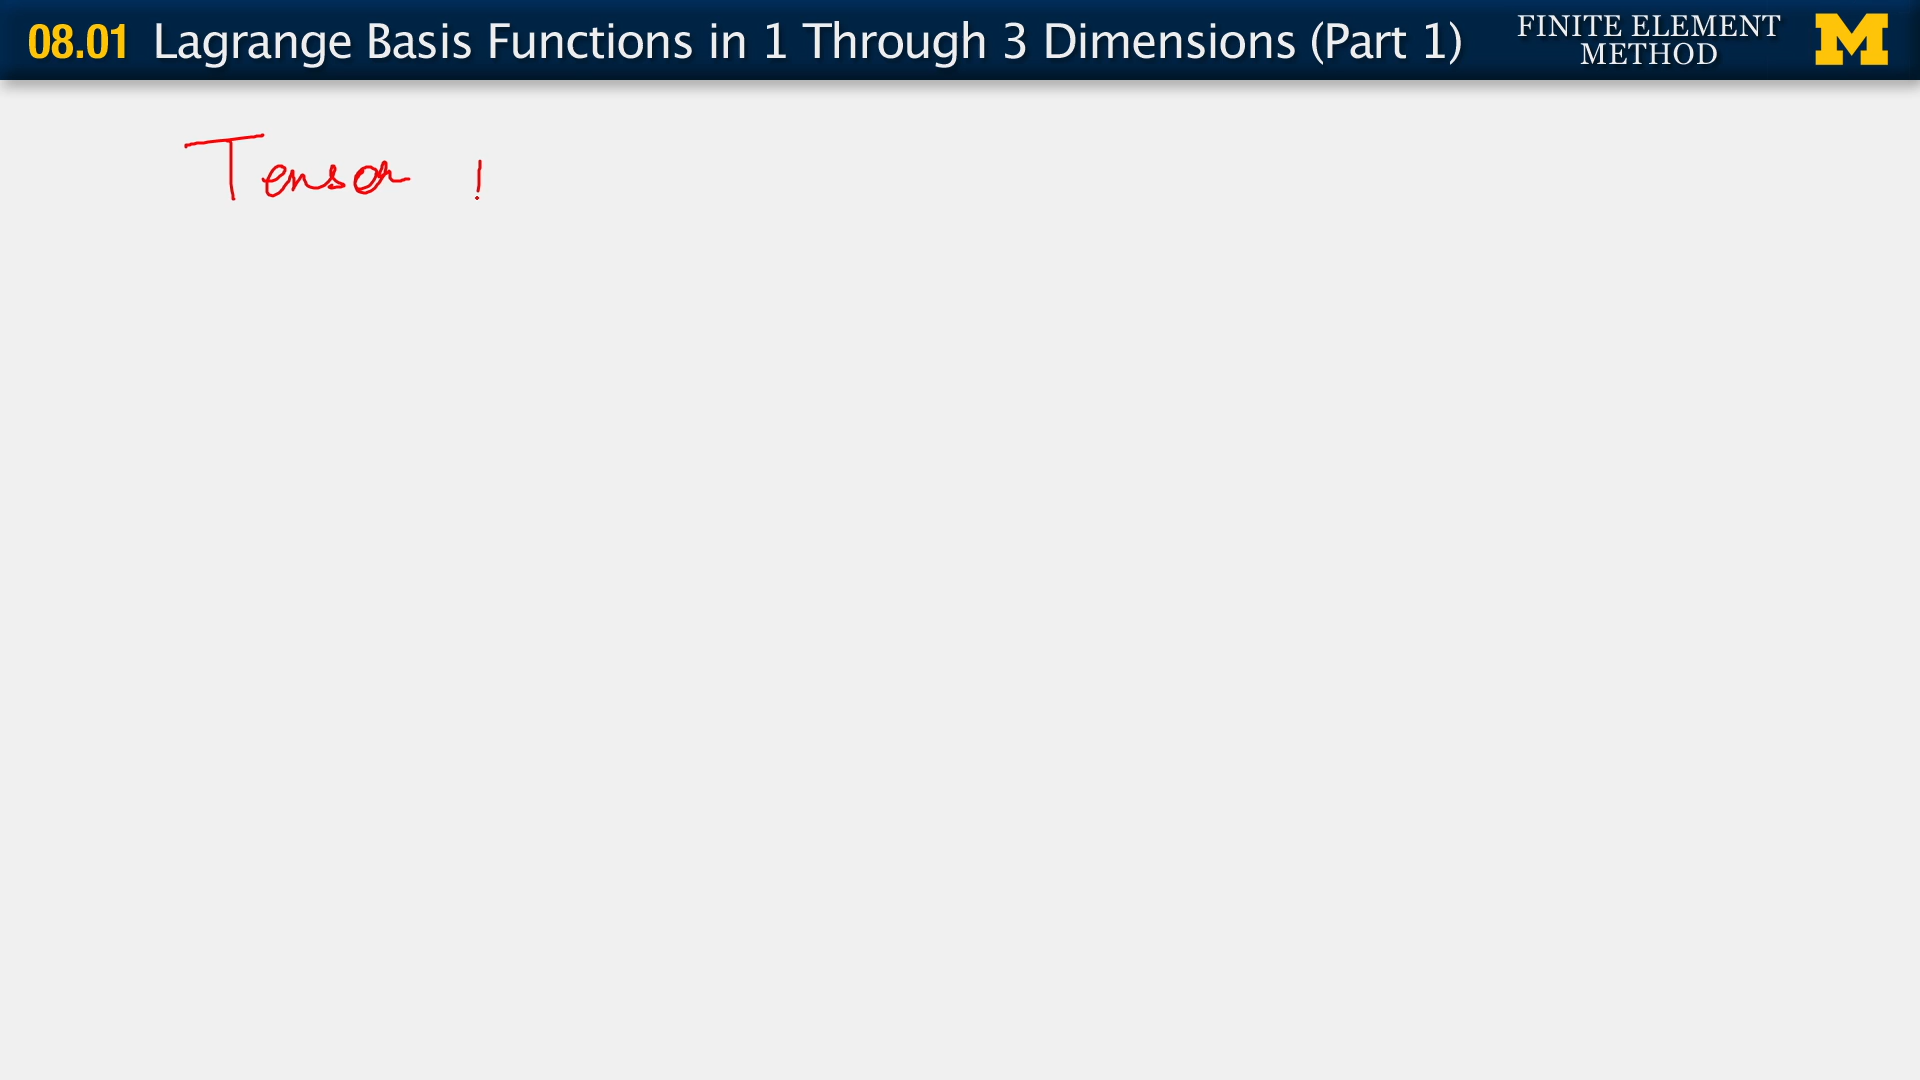 08.01 Lagrange Basis Functions in 1 Through 3 Dimensions (Part 1)
FINITE ELEMENT
METHOD
M
Tensor